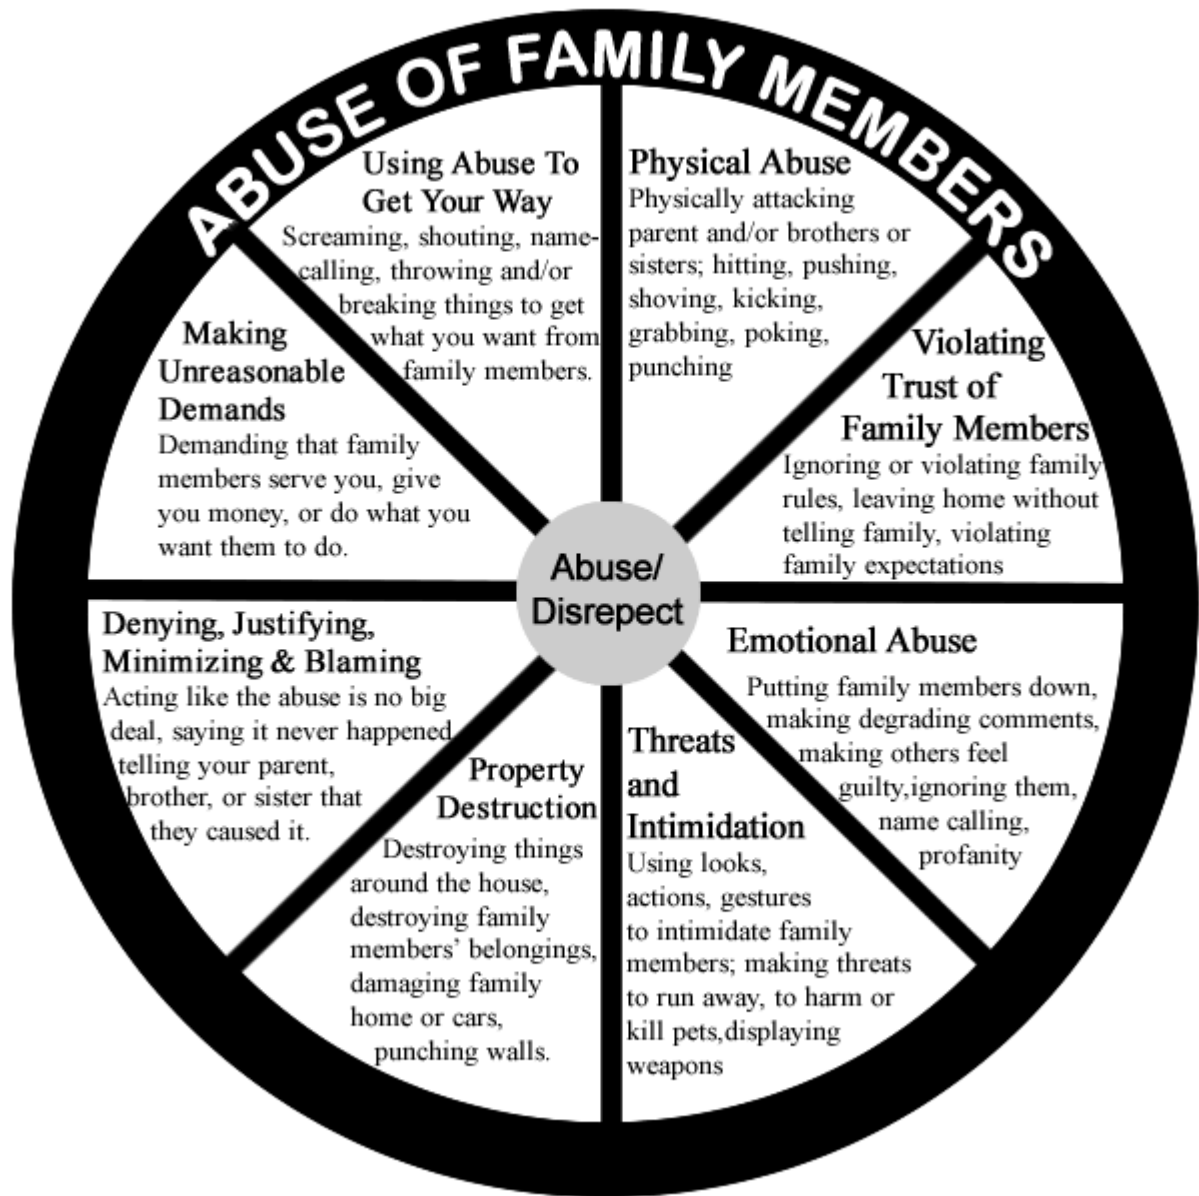 ABUSE OF FAMILY MEMBERS
Using Abuse To
Get Your Way
Screaming, shouting, name-
calling, throwing and/or
breaking things to get
what you want from
family members.
Physical Abuse
Physically attacking
parent and/or brothers or
sisters; hitting, pushing,
shoving, kicking,
grabbing, poking,
punching
Violating
Trust of
Family Members
Ignoring or violating family
rules, leaving home without
telling family, violating
family expectations
Emotional Abuse
Putting family members down,
making degrading comments,
making others feel
guilty,ignoring them,
name calling,
profanity
Threats
and
Intimidation
Using looks,
actions, gestures
to intimidate family
members; making threats
to run away, to harm or
kill pets,displaying
weapons
Property
Destruction
Destroying things
around the house,
destroying family
members’ belongings,
damaging family
home or cars,
punching walls.
Denying, Justifying,
Minimizing & Blaming
Acting like the abuse is no big
deal, saying it never happened
telling your parent,
brother, or sister that
they caused it.
Making
Unreasonable
Demands
Demanding that family
members serve you, give
you money, or do what you
want them to do.
Abuse/
Disrepect